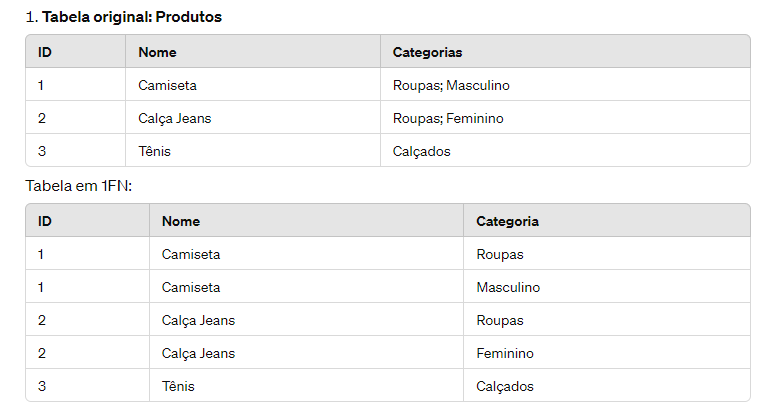 1. Tabela original: Produtos
ID Nome Categorias
1 Camiseta Roupas; Masculino
2 Calça Jeans Roupas; Feminino
3 Tênis Calçados
Tabela em 1FN:
ID Nome Categoria
1 Camiseta Roupas
1 Camiseta Masculino
2 Calça Jeans Roupas
2 Calça Jeans Feminino
3 Tênis Calçados